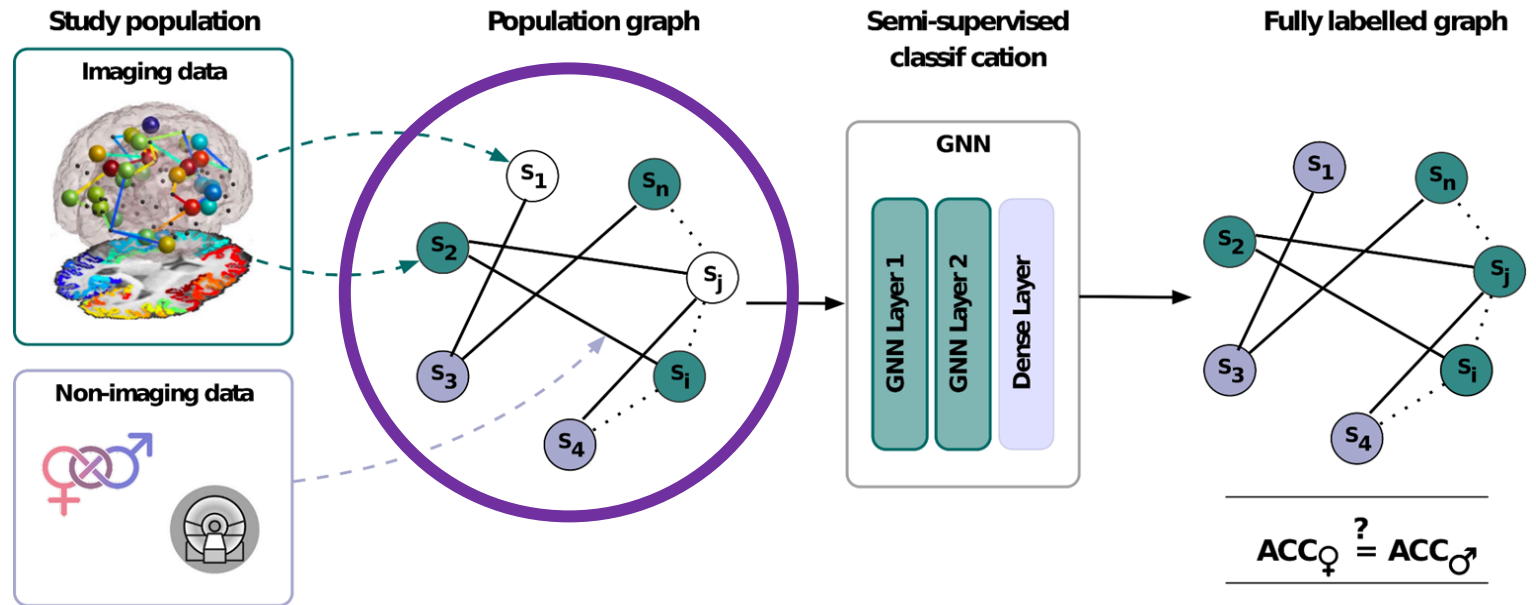 Study population
Imaging data
Non-imaging data
Population graph
S1
Sn
S2
Sj
S3
Si
S4
Semi-supervised
classif cation
GNN
GNN Layer 1
GNN Layer 2
Dense Layer
Fully labelled graph
S1
Sn
S2
Sj
S3
Si
S4
?
ACC♀ = ACC♂